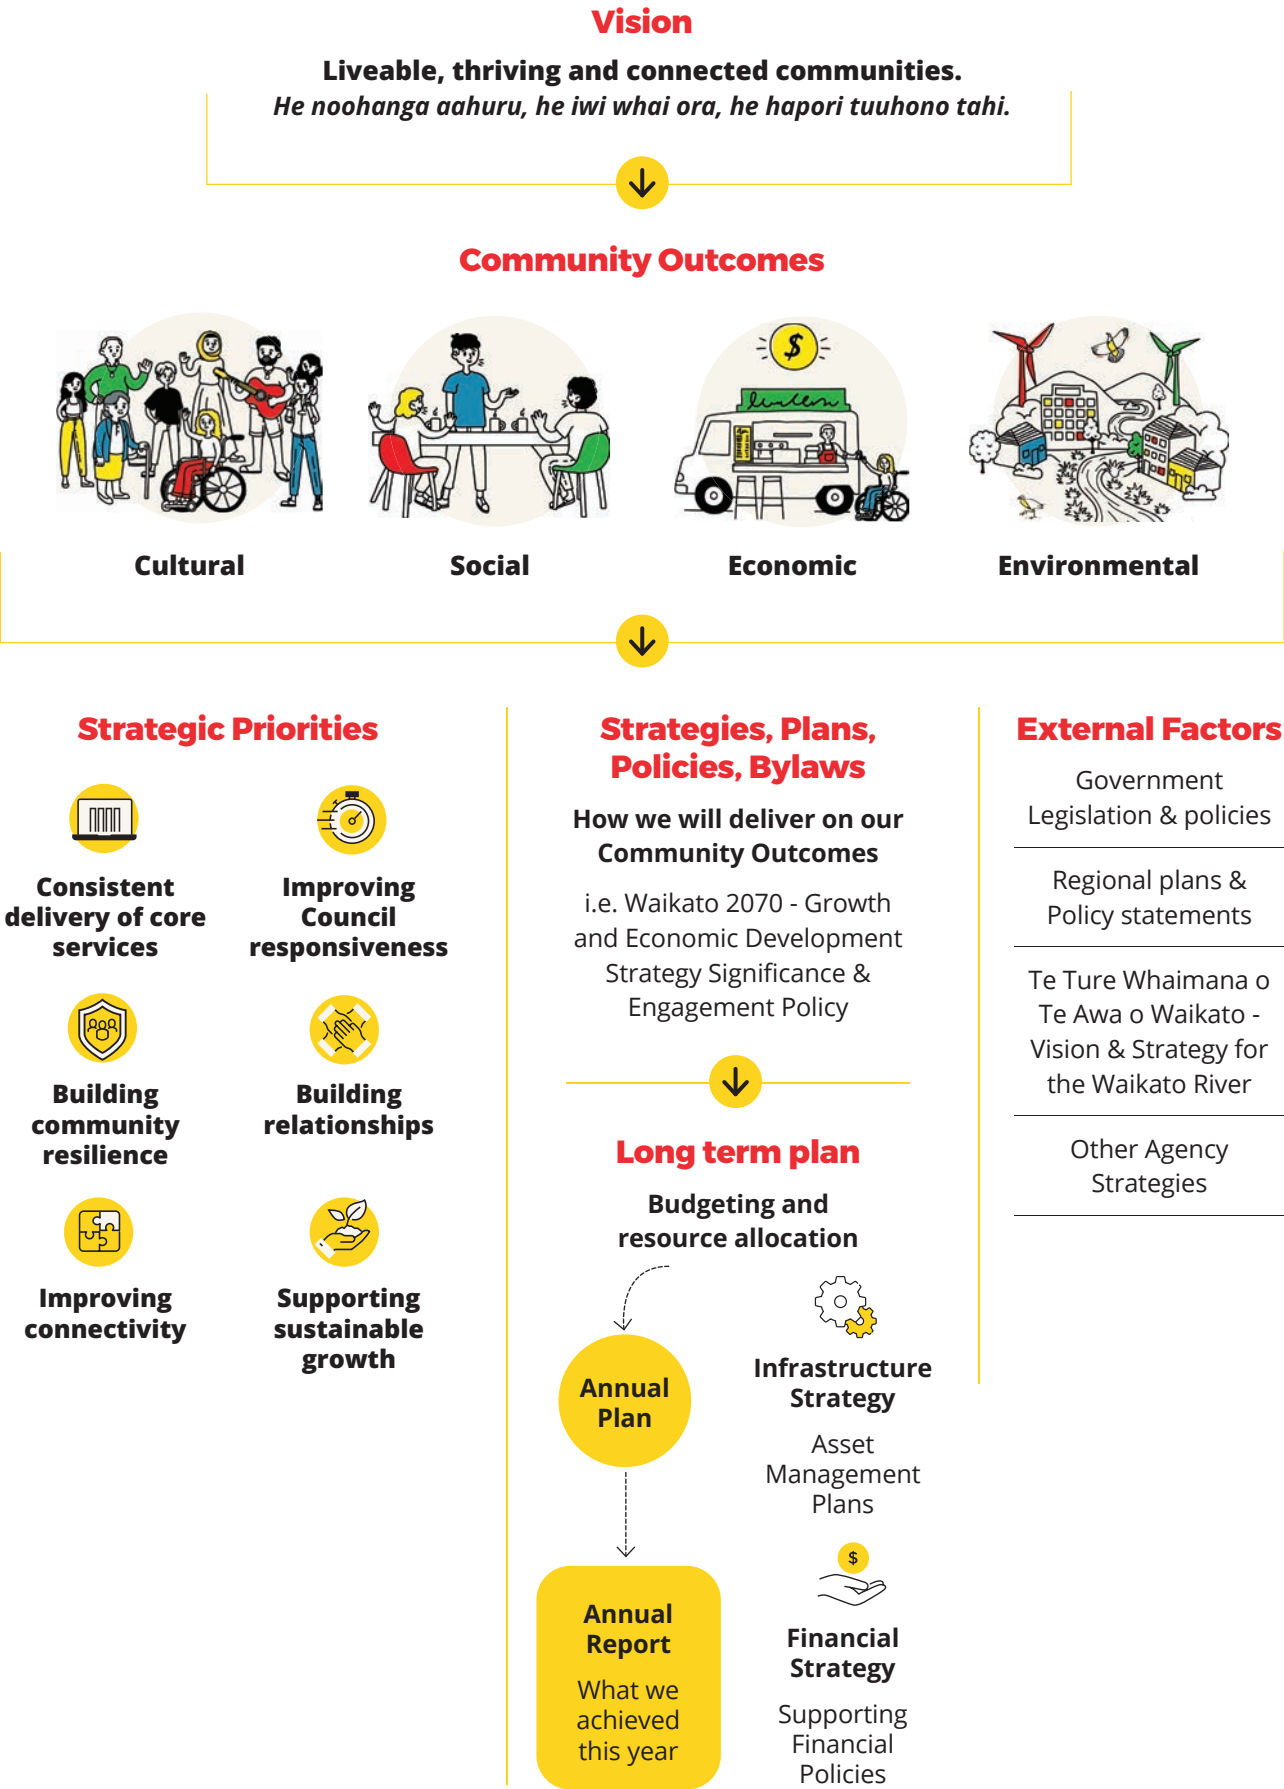 Vision
Liveable, thriving and connected communities.
He noohanga aahuru, he iwi whai ora, he hapori tuuhono tahi.
Community Outcomes
$
Cultural
Social
Economic
Environmental
Strategic Priorities
Consistent
delivery of core
services
Improving
Council
responsiveness
Building
community
resilience
Building
relationships
Improving
connectivity
Supporting
sustainable
growth
Strategies, Plans,
Policies, Bylaws
How we will deliver on our
Community Outcomes
i.e. Waikato 2070 - Growth
and Economic Development
Strategy Significance &
Engagement Policy
Long term plan
Budgeting and
resource allocation
Annual
Plan
Annual
Report
What we
achieved
this year
Infrastructure
Strategy
Asset
Management
Plans
$
Financial
Strategy
Supporting
Financial
Policies
External Factors
Government
Legislation & policies
Regional plans &
Policy statements
Te Ture Whaimana o
Te Awa o Waikato -
Vision & Strategy for
the Waikato River
Other Agency
Strategies